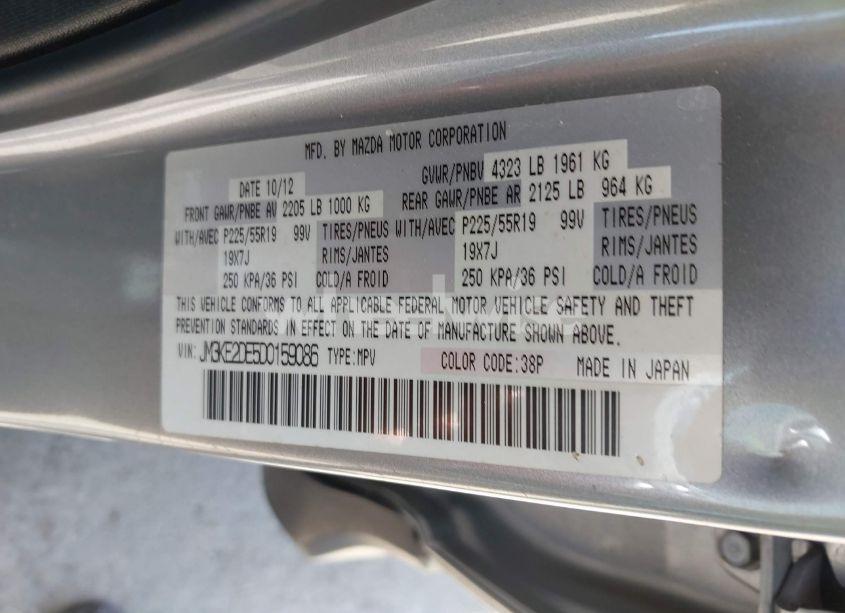 MFD. BY MAZDA MOTOR CORPORATION
DATE 10/12 GVWR/PNBV 4323 LB 1961 KG
FRONT GAWR/PNBE AV 2205 LB 1000 KG REAR GAWR/PNBE AR 2125 LB 964 KG
WITH/AVEC P225/55R19 99V TIRES/PNEUS WITH/AVEC P225/55R19 99V TIRES/PNEUS
19X7J RIMS/JANTES 19X7J RIMS/JANTES
250 KPA/36 PSI COLD/A FROID 250 KPA/36 PSI COLD/A FROID
THIS VEHICLE CONFORMS TO ALL APPLICABLE FEDERAL MOTOR VEHICLE SAFETY AND THEFT
PREVENTION STANDARDS IN EFFECT ON THE DATE OF MANUFACTURE SHOWN ABOVE.
VIN: JM3KE2DE5D0159086 TYPE:MPV COLOR CODE:38P MADE IN JAPAN